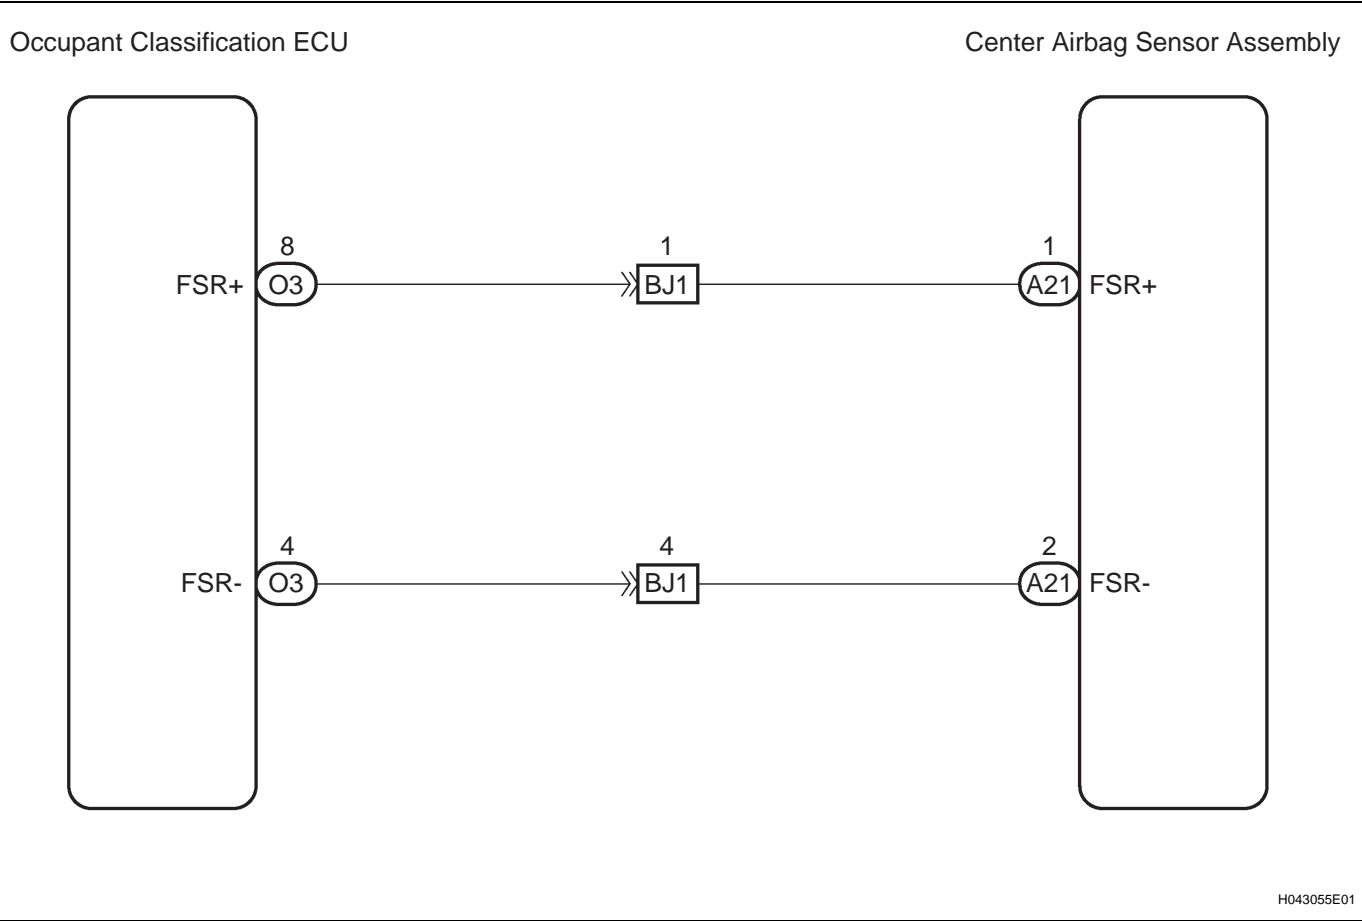 Occupant Classification ECU
Center Airbag Sensor Assembly
8
1
1
FSR+
O3
BJ1
A21
FSR+
4
4
2
FSR-
O3
BJ1
A21
FSR-
H043055E01